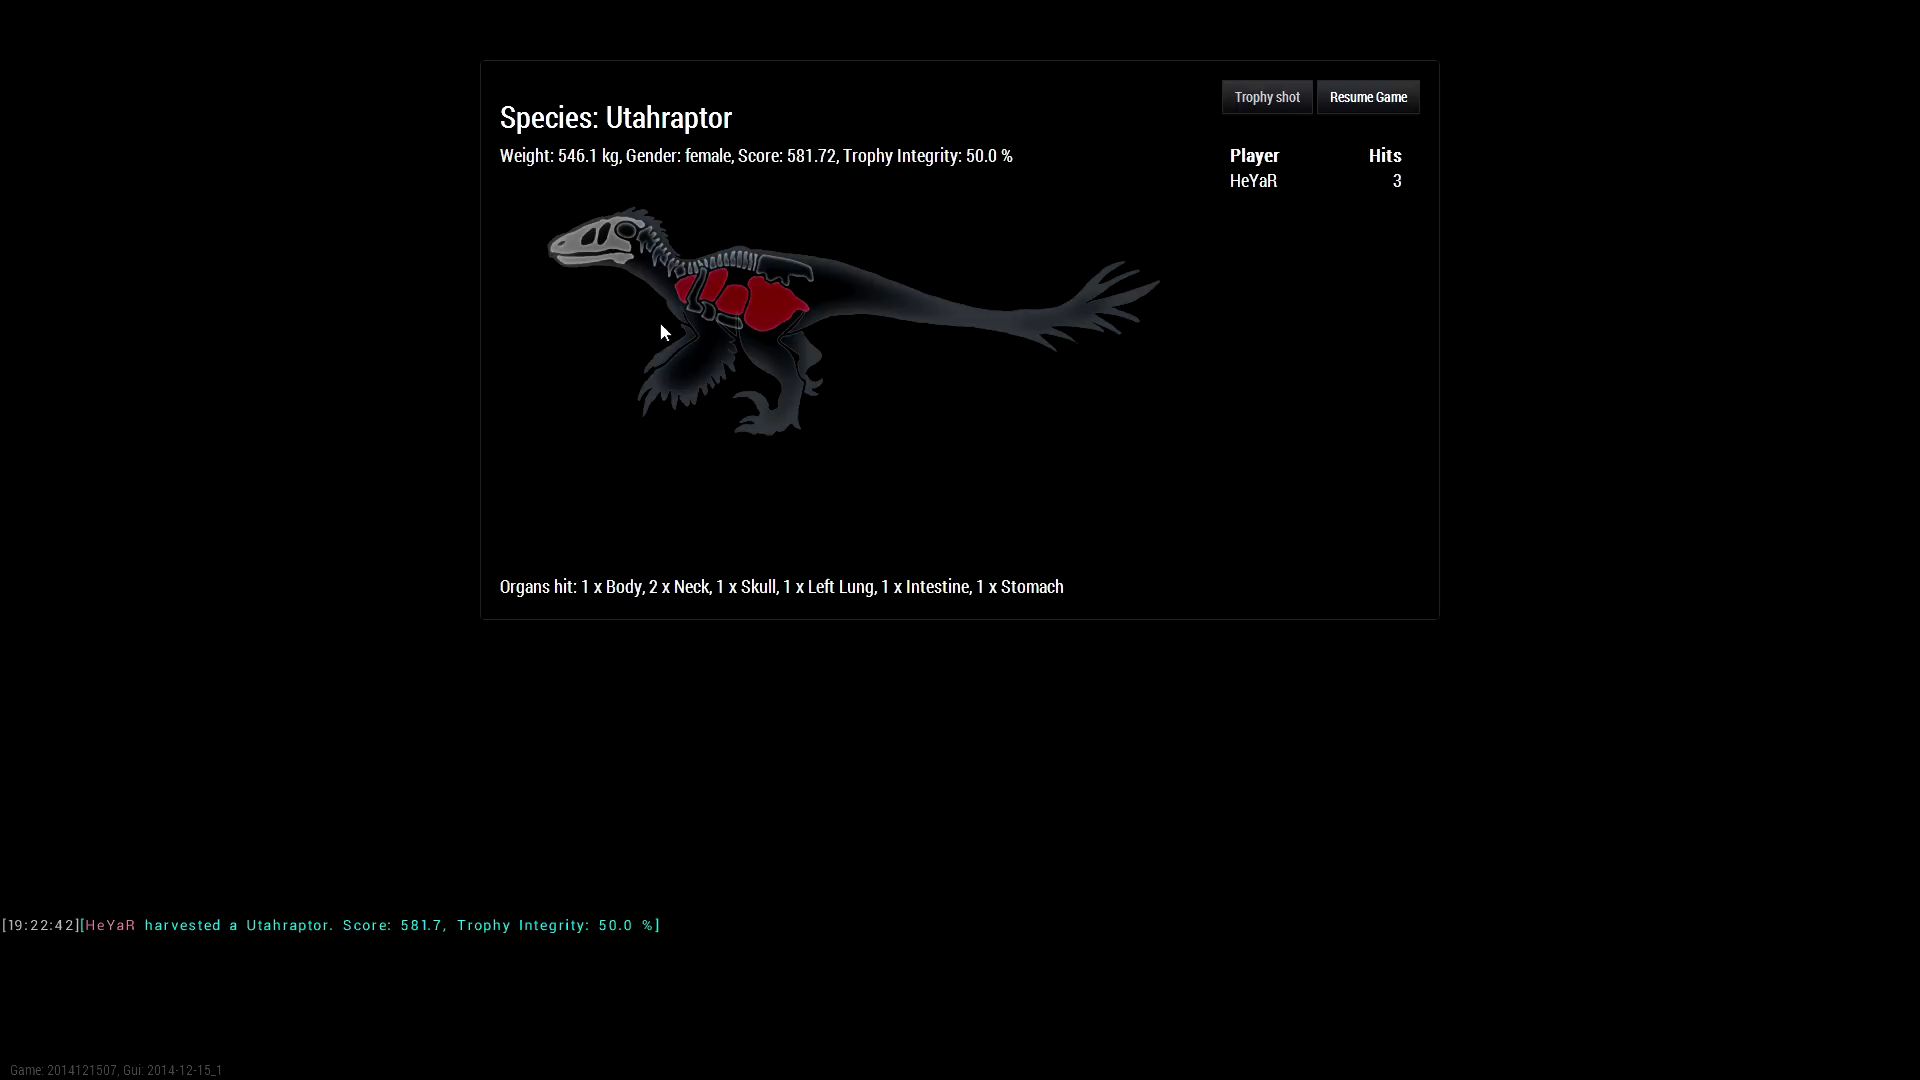 Trophy shot
Resume Game
Species: Utahraptor
Weight: 546.1 kg, Gender: female, Score: 581.72, Trophy Integrity: 50.0 %
Player Hits
HeYaR 3
Organs hit: 1 x Body, 2 x Neck, 1 x Skull, 1 x Left Lung, 1 x Intestine, 1 x Stomach
[19:22:42][HeYaR harvested a Utahraptor. Score: 581.7, Trophy Integrity: 50.0 %]
Game: 2014121507, Gui: 2014-12-15_1